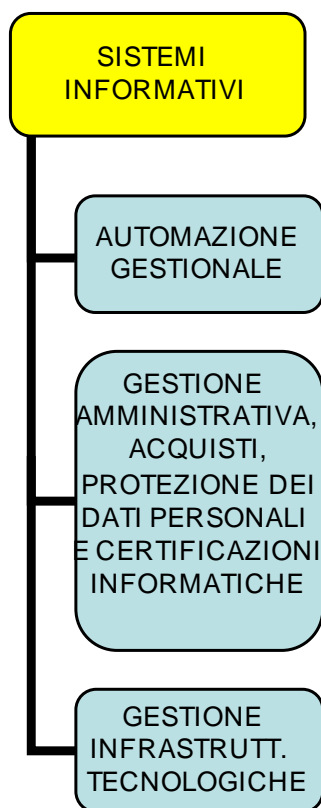 SISTEMI
INFORMATIVI
AUTOMAZIONE
GESTIONALE
GESTIONE
AMMINISTRATIVA,
ACQUISTI,
PROTEZIONE DEI
DATI PERSONALI
E CERTIFICAZIONI
INFORMATICHE
GESTIONE
INFRASTRUTT.
TECNOLOGICHE